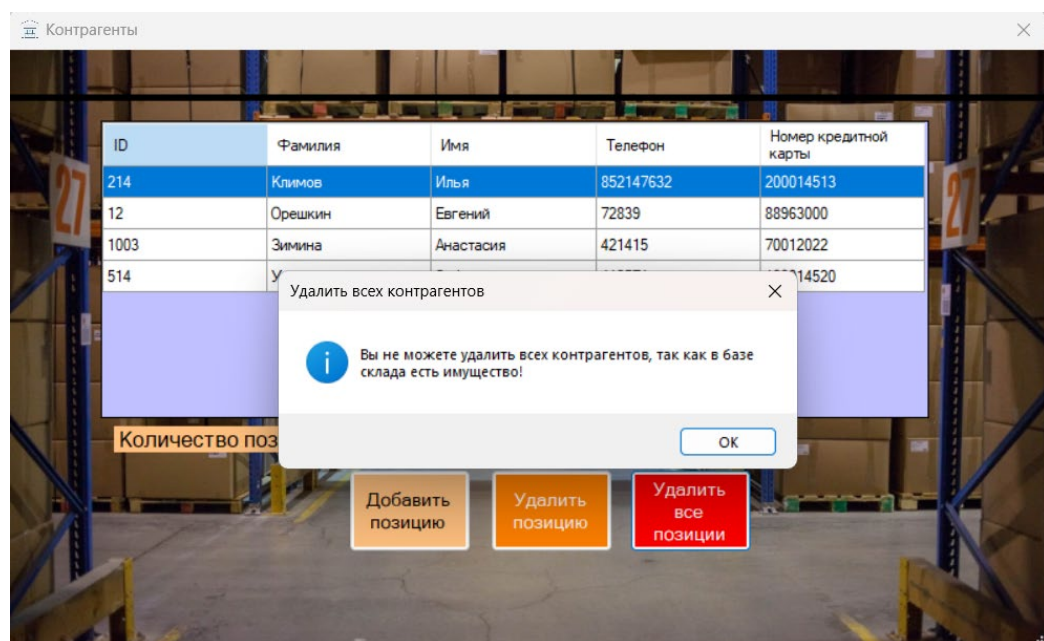 Контрагенты
ID Фамилия Имя Телефон Номер кредитной
карты
214 Климов Илья 852147632 200014513
12 Орешкин Евгений 72839 88963000
1003 Зимина Анастасия 421415 70012022
514
Удалить всех контрагентов
Вы не можете удалить всех контрагентов, так как в базе
склада есть имущество!
OK
Количество
Добавить
позицию
Удалить
позицию
Удалить
все
позиции
27
27